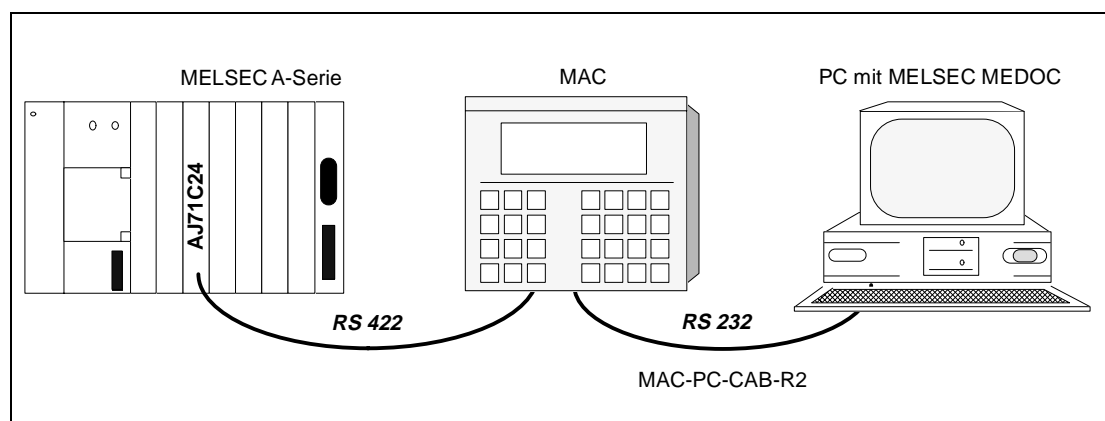 MELSEC A-Serie
MAC
PC mit MELSEC MEDOC
AJ71C24
RS 422
RS 232
MAC-PC-CAB-R2